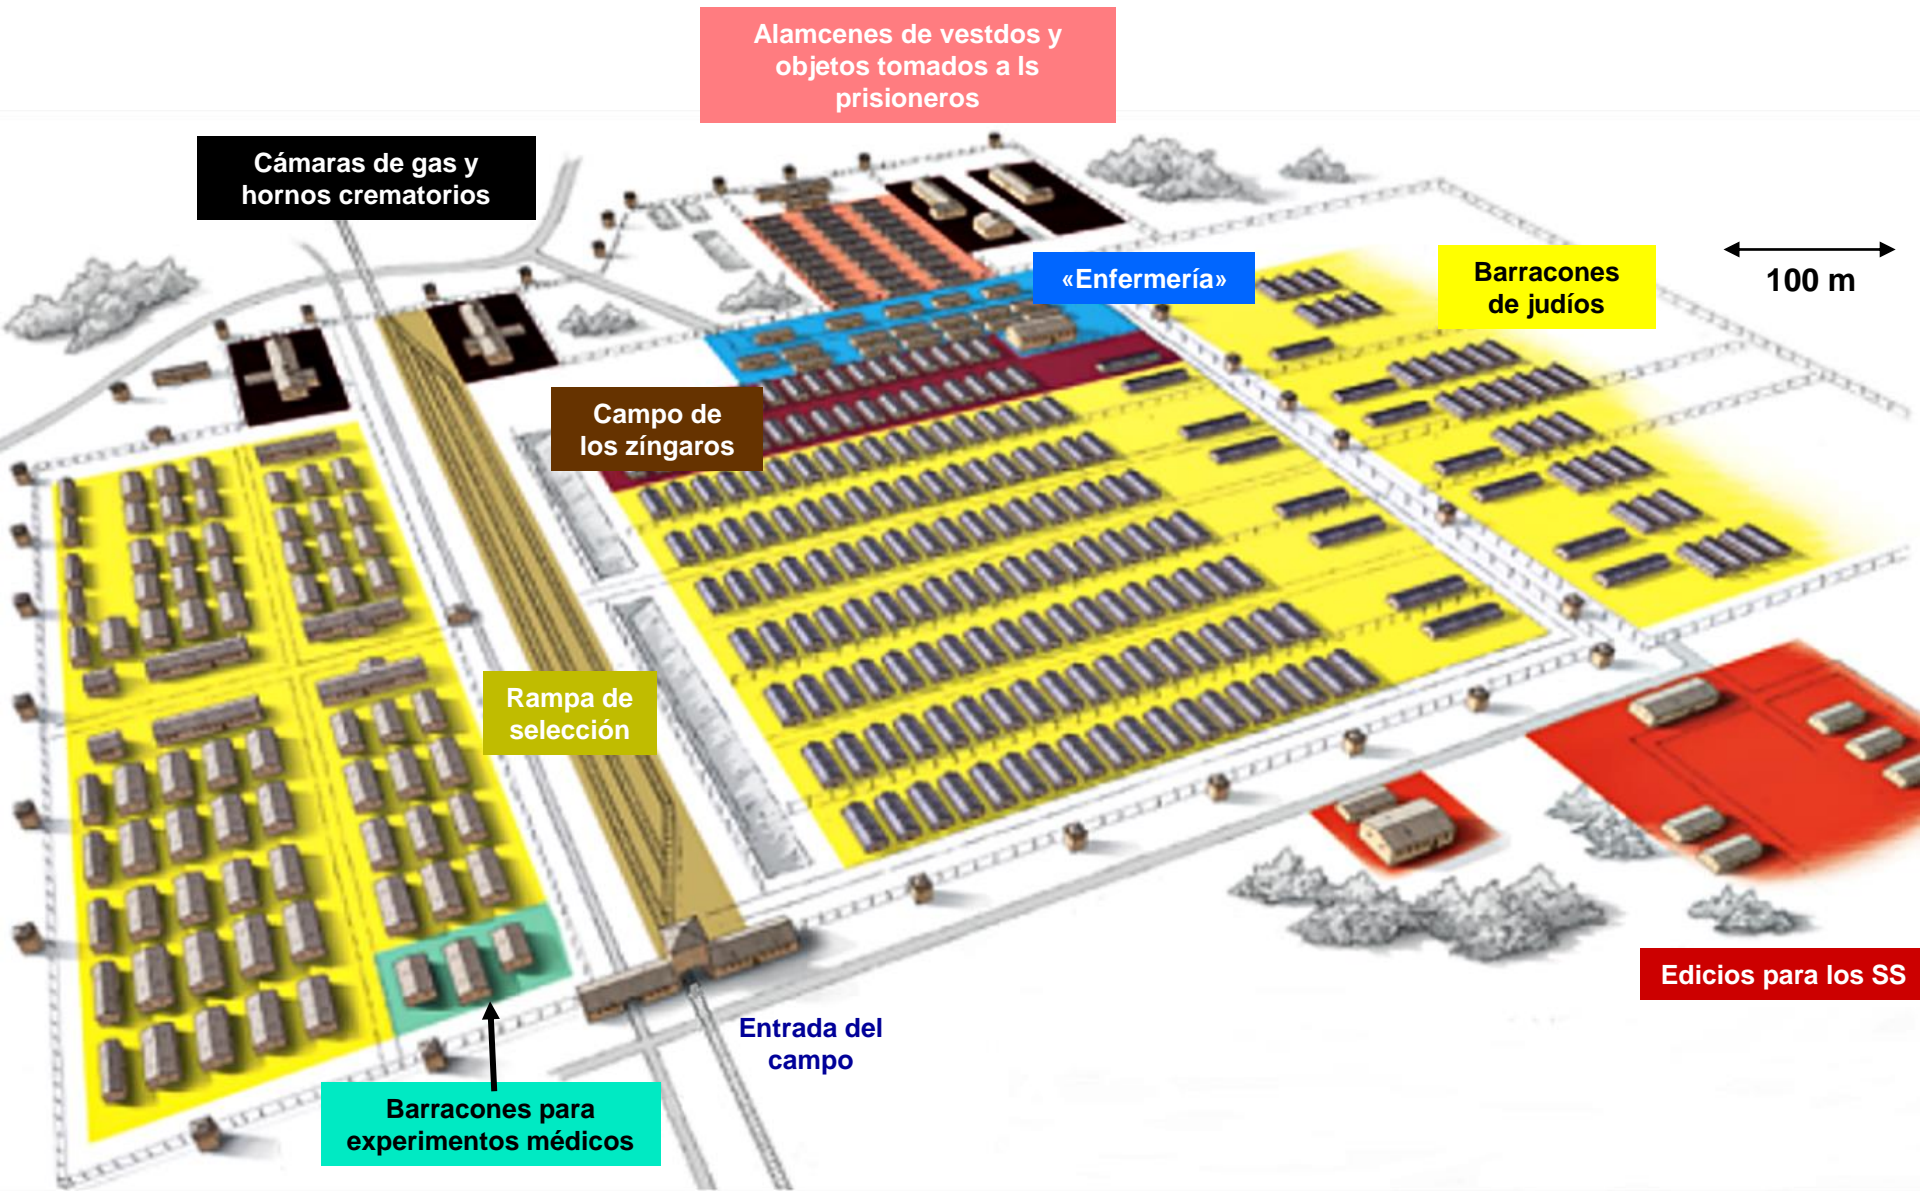 Alamcenes de vestdos y
objetos tomados a ls
prisioneros
Cámaras de gas y
hornos crematorios
«Enfermería»
Barracones
de judíos
100 m
Campo de
los zíngaros
Rampa de
selección
Edicios para los SS
Entrada del
campo
Barracones para
experimentos médicos